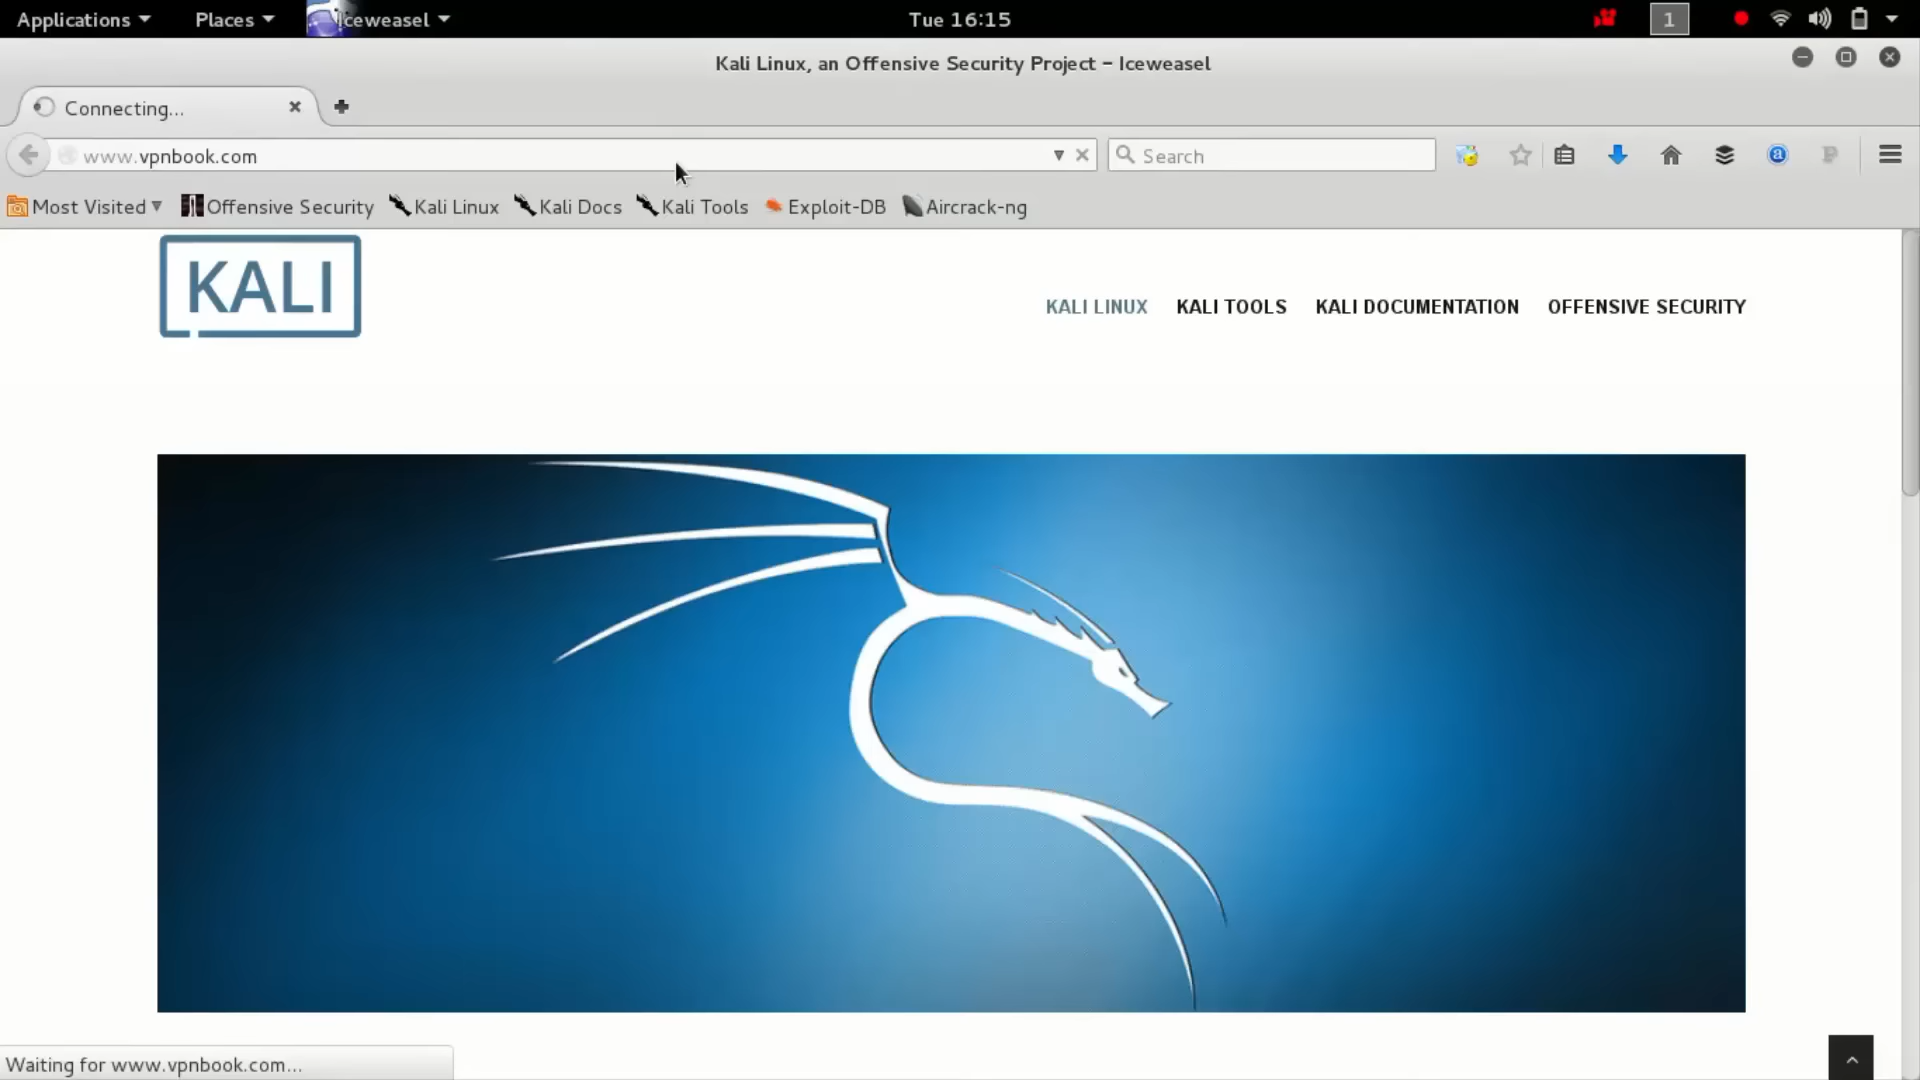 Applications Places Iceweasel Tue 16:15 1
Kali Linux, an Offensive Security Project – Iceweasel
Connecting...
www.vpnbook.com Search
Most Visited Offensive Security Kali Linux Kali Docs Kali Tools Exploit-DB Aircrack-ng
KALI
KALI LINUX KALI TOOLS KALI DOCUMENTATION OFFENSIVE SECURITY
Waiting for www.vpnbook.com...